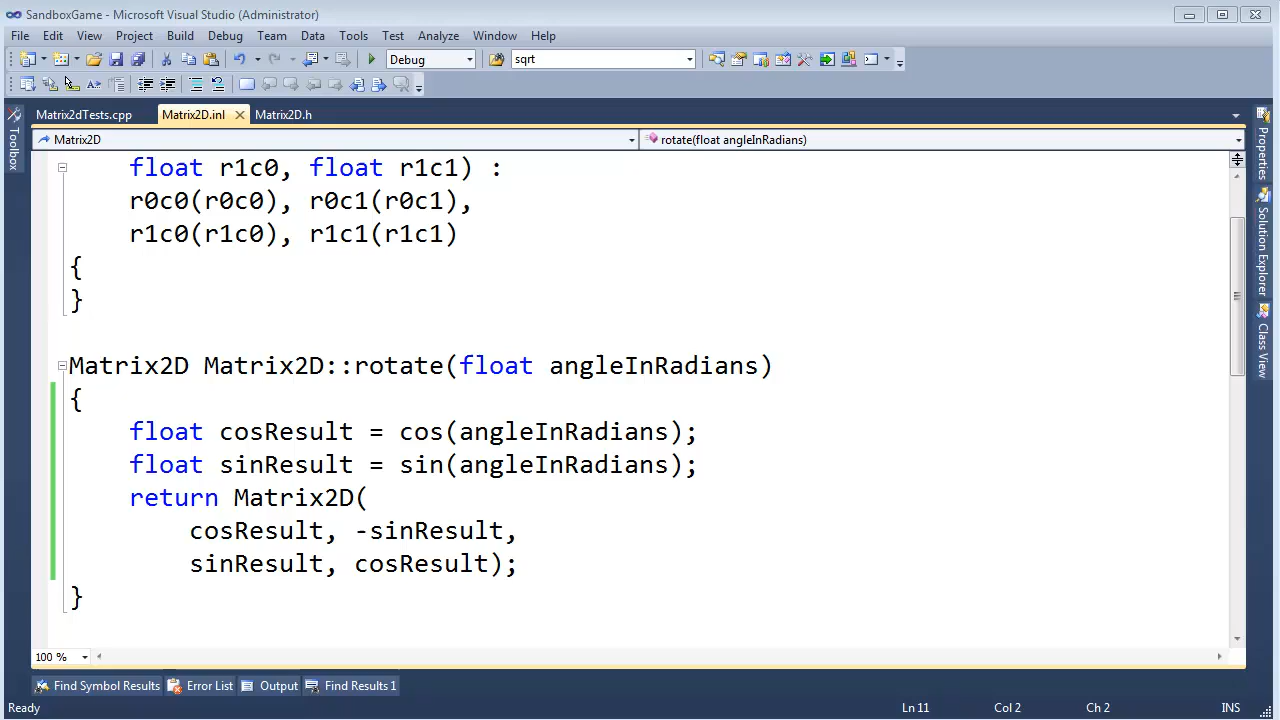 SandboxGame - Microsoft Visual Studio (Administrator)
File Edit View Project Build Debug Team Data Tools Test Analyze Window Help
Debug sqrt
Matrix2dTests.cpp Matrix2D.inl Matrix2D.h
Matrix2D rotate(float angleInRadians)
Toolbox
float r1c0, float r1c1) :
r0c0(r0c0), r0c1(r0c1),
r1c0(r1c0), r1c1(r1c1)
{
}
Matrix2D Matrix2D::rotate(float angleInRadians)
{
float cosResult = cos(angleInRadians);
float sinResult = sin(angleInRadians);
return Matrix2D(
cosResult, -sinResult,
sinResult, cosResult);
}
Properties
Solution Explorer
Class View
100 %
Find Symbol Results Error List Output Find Results 1
Ready Ln 11 Col 2 Ch 2 INS